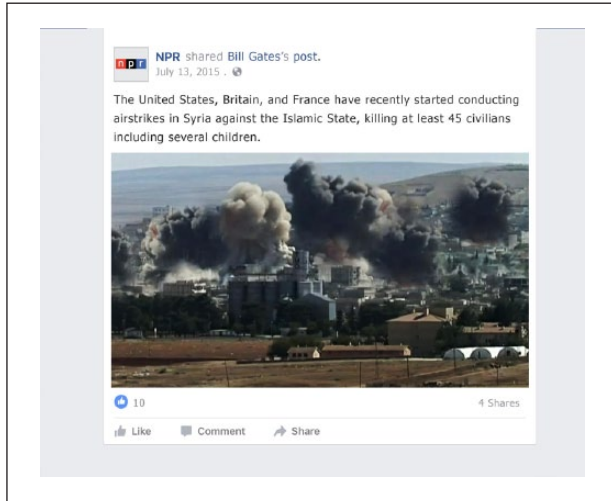 npr
NPR shared Bill Gates's post.
July 13, 2015 .
The United States, Britain, and France have recently started conducting
airstrikes in Syria against the Islamic State, killing at least 45 civilians
including several children.
10
4 Shares
Like Comment Share